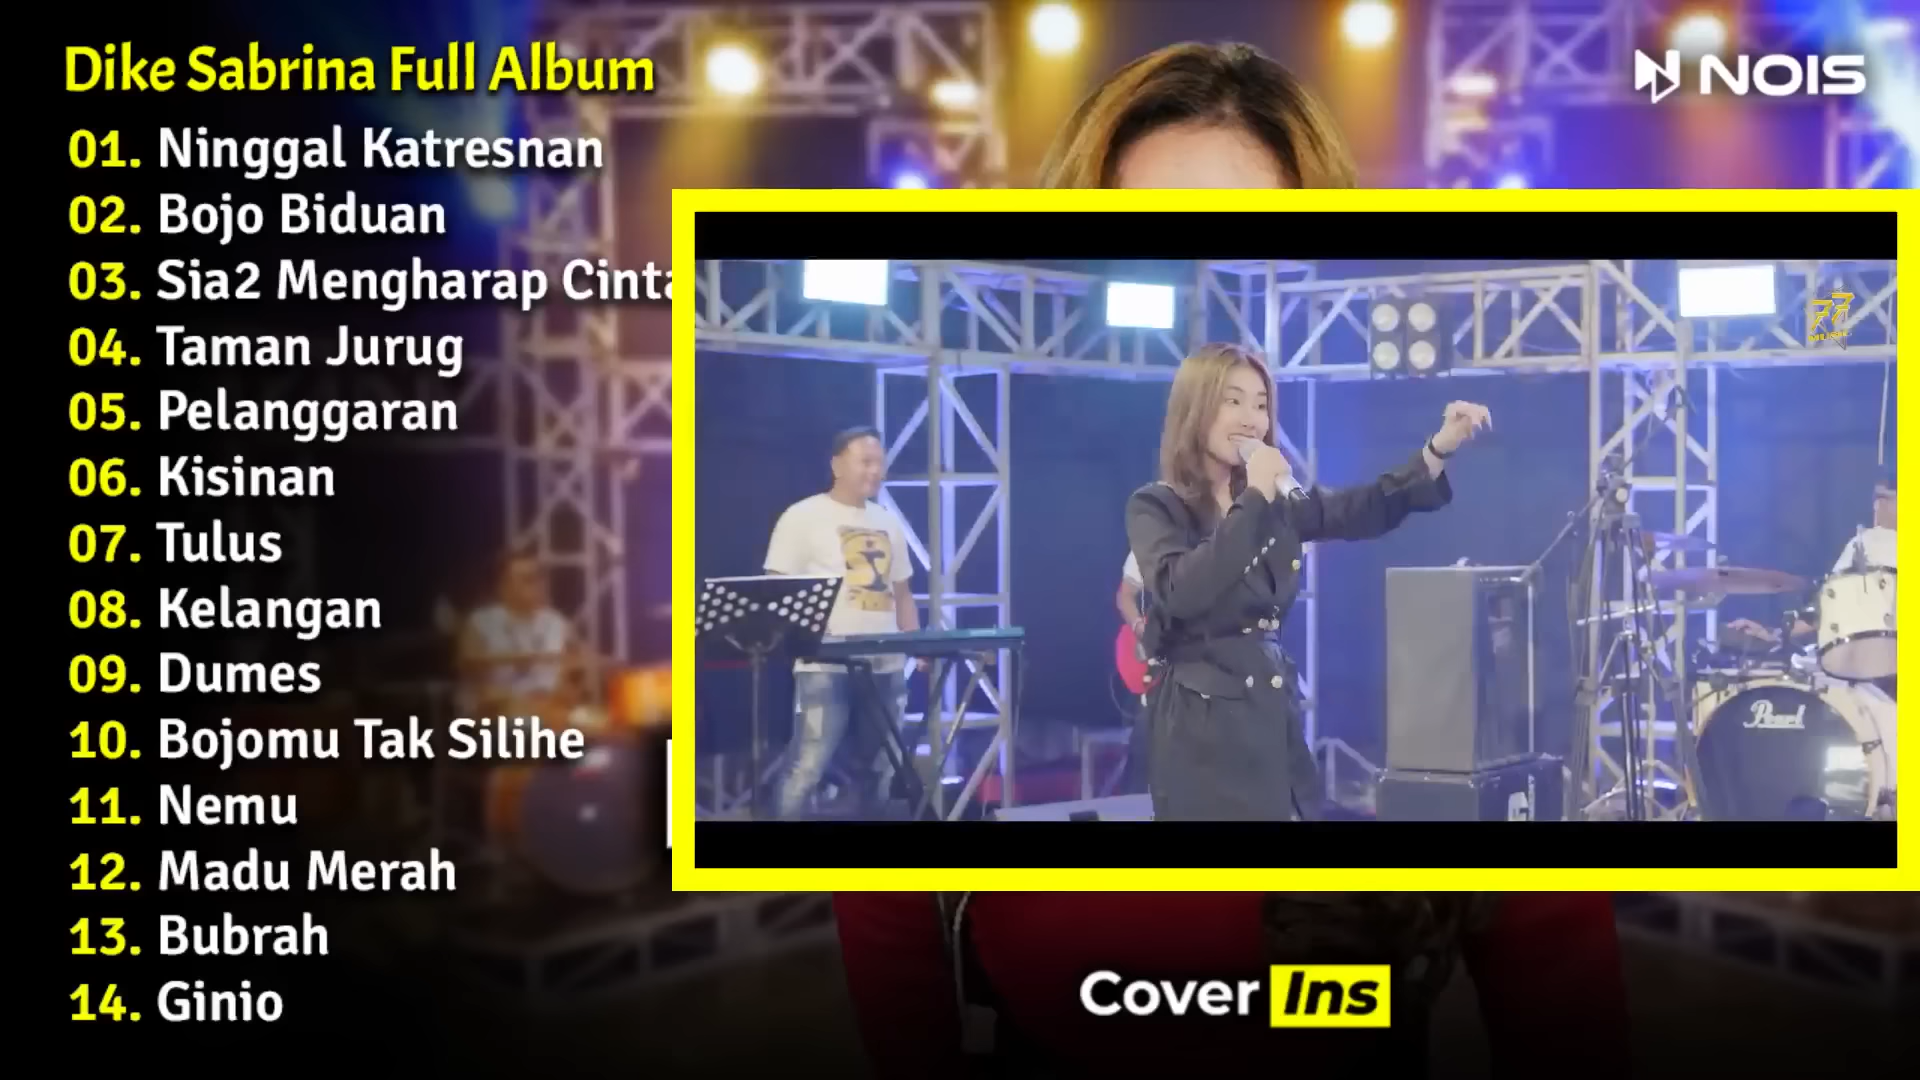 Dike Sabrina Full Album
NOIS
01. Ninggal Katresnan
02. Bojo Biduan
03. Sia2 Mengharap Cinta
04. Taman Jurug
05. Pelanggaran
06. Kisinan
07. Tulus
08. Kelangan
09. Dumes
10. Bojomu Tak Silihe
11. Nemu
12. Madu Merah
13. Bubrah
14. Ginio
77
MUSIC
Pearl
Cover Ins